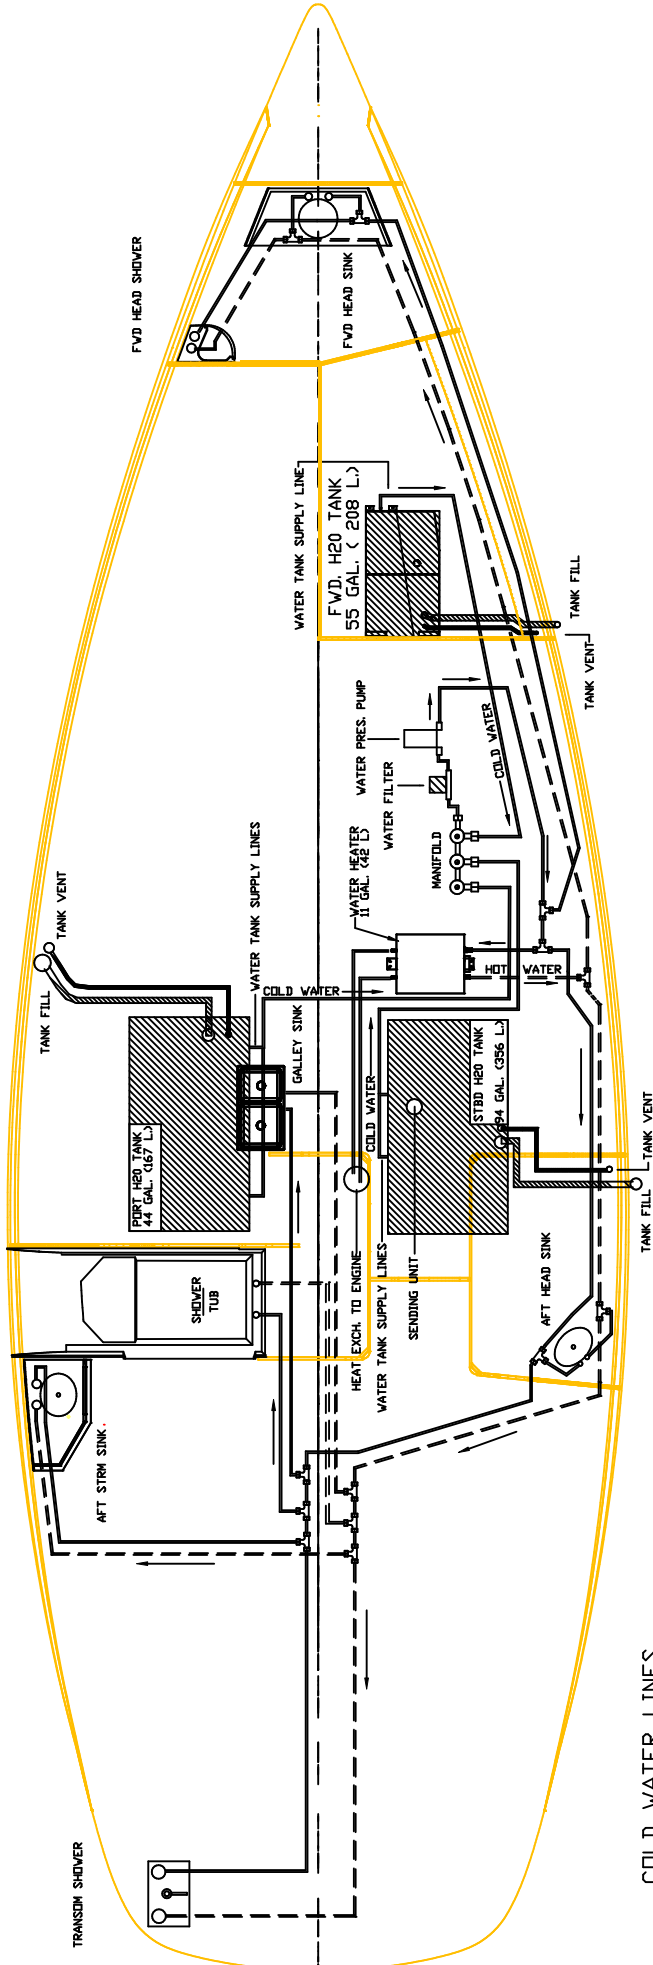 FWD HEAD SHOWER
FWD HEAD SINK
WATER TANK SUPPLY LINE
FWD. H20 TANK
55 GAL. ( 208 L.)
TANK FILL
TANK VENT
WATER PRES. PUMP
WATER FILTER
COLD WATER
MANIFOLD
WATER HEATER
11 GAL. (42 L)
TANK VENT
TANK FILL
WATER TANK SUPPLY LINES
COLD WATER
HOT WATER
GALLEY SINK
PORT H20 TANK
44 GAL. (167 L.)
COLD WATER
STBD H20 TANK
94 GAL. (356 L.)
TANK VENT
TANK FILL
SHOWER
TUB
HEAT EXCH. TO ENGINE
WATER TANK SUPPLY LINES
SENDING UNIT
AFT HEAD SINK
AFT STRM SINK.
TRANSOM SHOWER
COLD WATER LINES